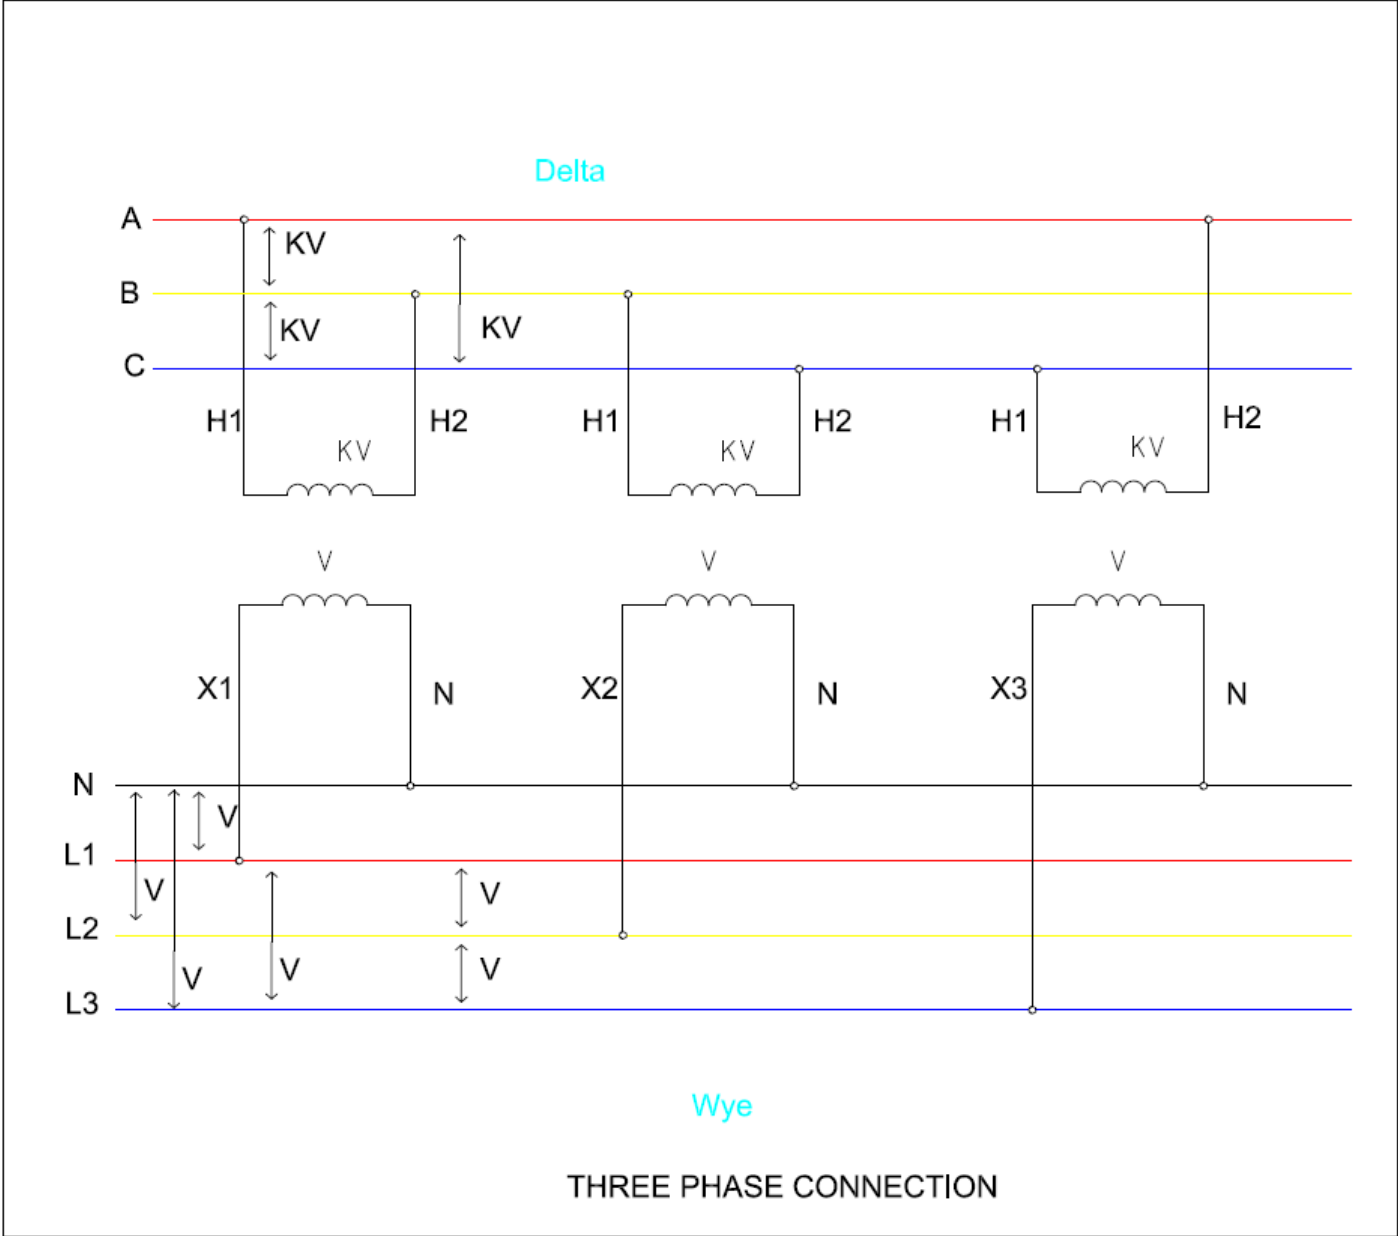 Delta
A
KV
B
KV
KV
C
H1
H2
H1
H2
H1
H2
KV
KV
KV
V
V
V
X1
N
X2
N
X3
N
N
V
L1
V
V
L2
V
V
V
L3
Wye
THREE PHASE CONNECTION